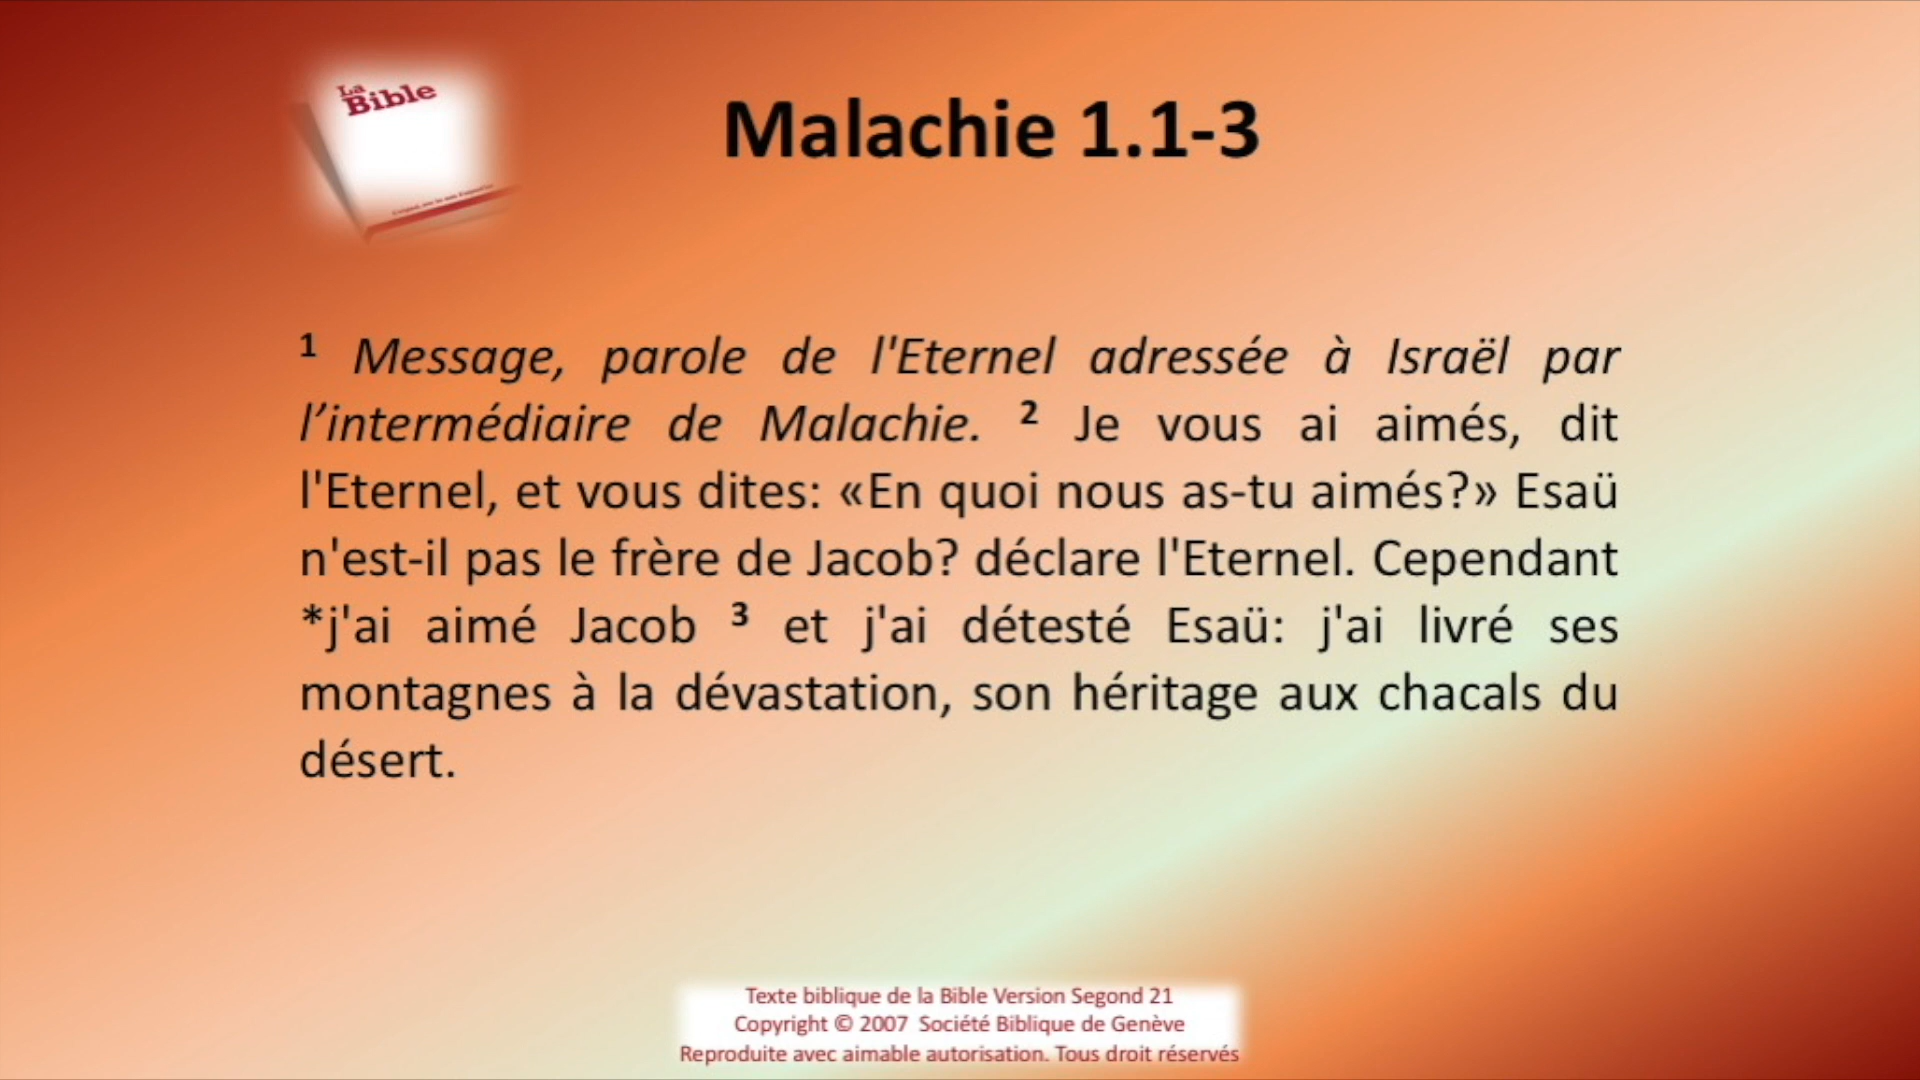 La
Bible
Malachie 1.1-3
1 Message, parole de l'Eternel adressée à Israël par
l’intermédiaire de Malachie. 2 Je vous ai aimés, dit
l'Eternel, et vous dites: «En quoi nous as-tu aimés?» Esaü
n'est-il pas le frère de Jacob? déclare l'Eternel. Cependant
*j'ai aimé Jacob 3 et j'ai détesté Esaü: j'ai livré ses
montagnes à la dévastation, son héritage aux chacals du
désert.
Texte biblique de la Bible Version Segond 21
Copyright © 2007 Société Biblique de Genève
Reproduite avec aimable autorisation. Tous droit réservés